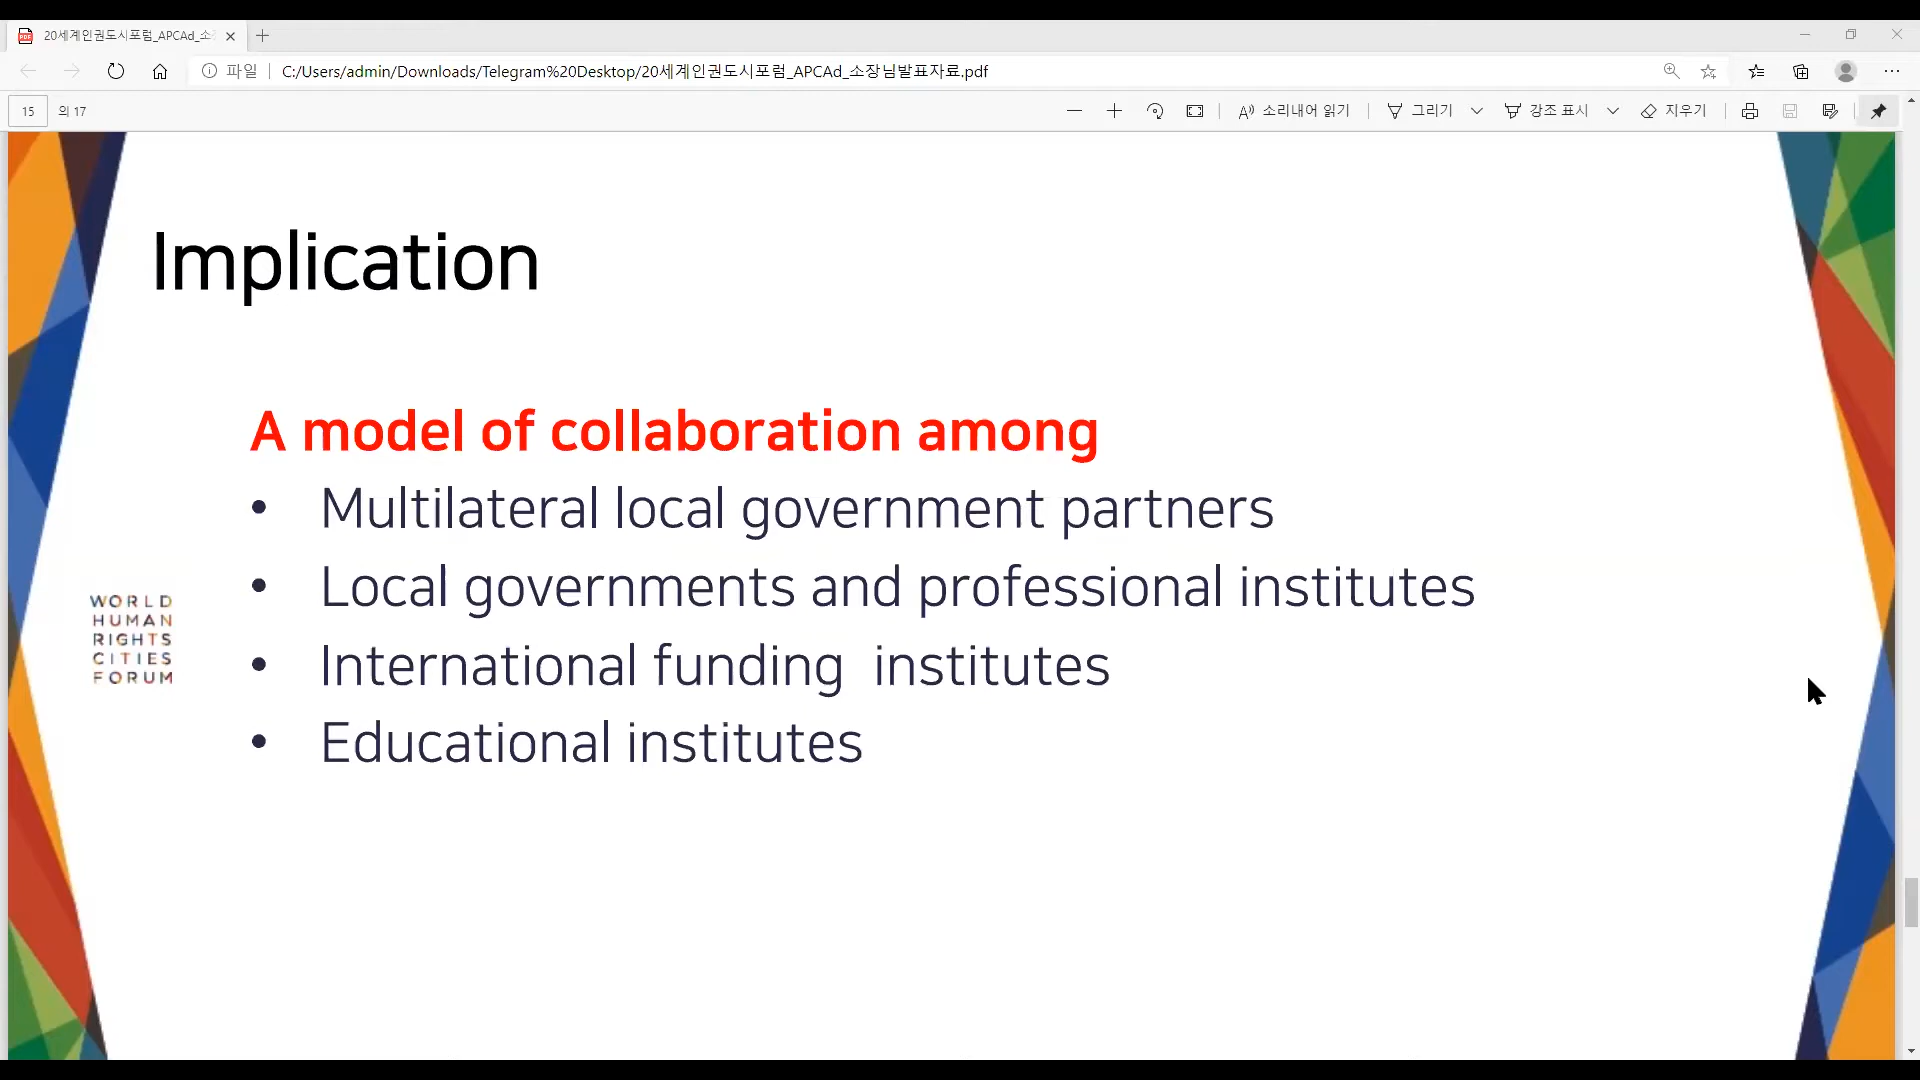 20세계인권도시포럼_APCAd_소
파일
C:/Users/admin/Downloads/Telegram%20Desktop/20세계인권도시포럼_APCAd_소장님발표자료.pdf
15 의 17
소리내어 읽기
그리기
강조 표시
지우기
Implication
A model of collaboration among
• Multilateral local government partners
• Local governments and professional institutes
• International funding  institutes
• Educational institutes
WORLD
HUMAN
RIGHTS
CITIES
FORUM